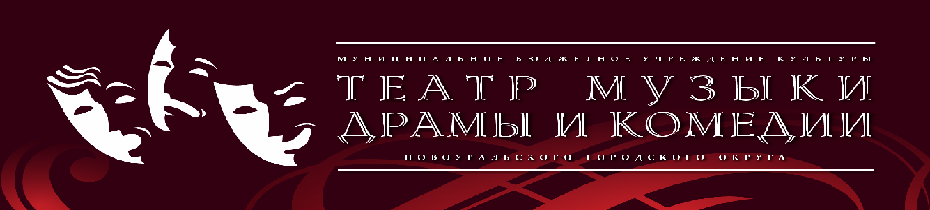 МУНИЦИПАЛЬНОЕ БЮДЖЕТНОЕ УЧРЕЖДЕНИЕ КУЛЬТУРЫ
ТЕАТР МУЗЫКИ
ДРАМЫ И КОМЕДИИ
НОВОУРАЛЬСКОГО ГОРОДСКОГО ОКРУГА